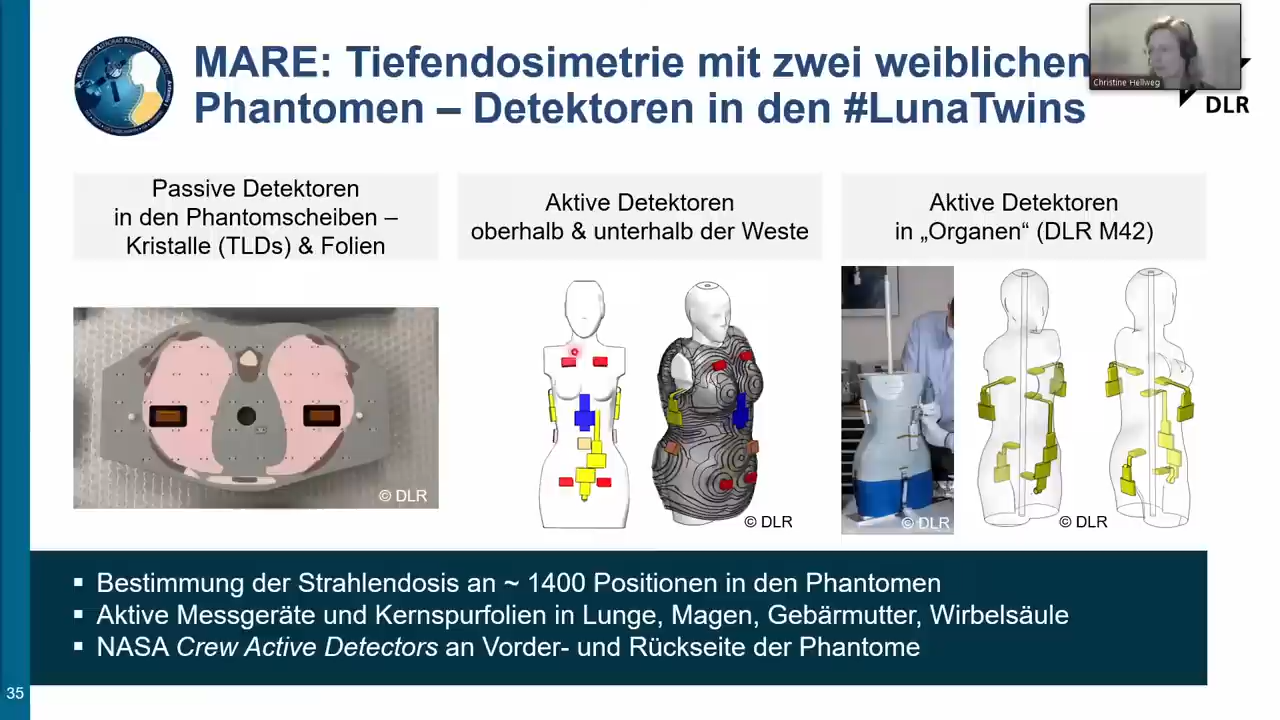 MARE: Tiefendosimetrie mit zwei weiblichen
Phantomen – Detektoren in den #LunaTwins
Christine Hellweg
DLR
Passive Detektoren
in den Phantomscheiben –
Kristalle (TLDs) & Folien
Aktive Detektoren
oberhalb & unterhalb der Weste
Aktive Detektoren
in „Organen“ (DLR M42)
© DLR
© DLR
© DLR
© DLR
▪ Bestimmung der Strahlendosis an ~ 1400 Positionen in den Phantomen
▪ Aktive Messgeräte und Kernspurfolien in Lunge, Magen, Gebärmutter, Wirbelsäule
▪ NASA Crew Active Detectors an Vorder- und Rückseite der Phantome
35